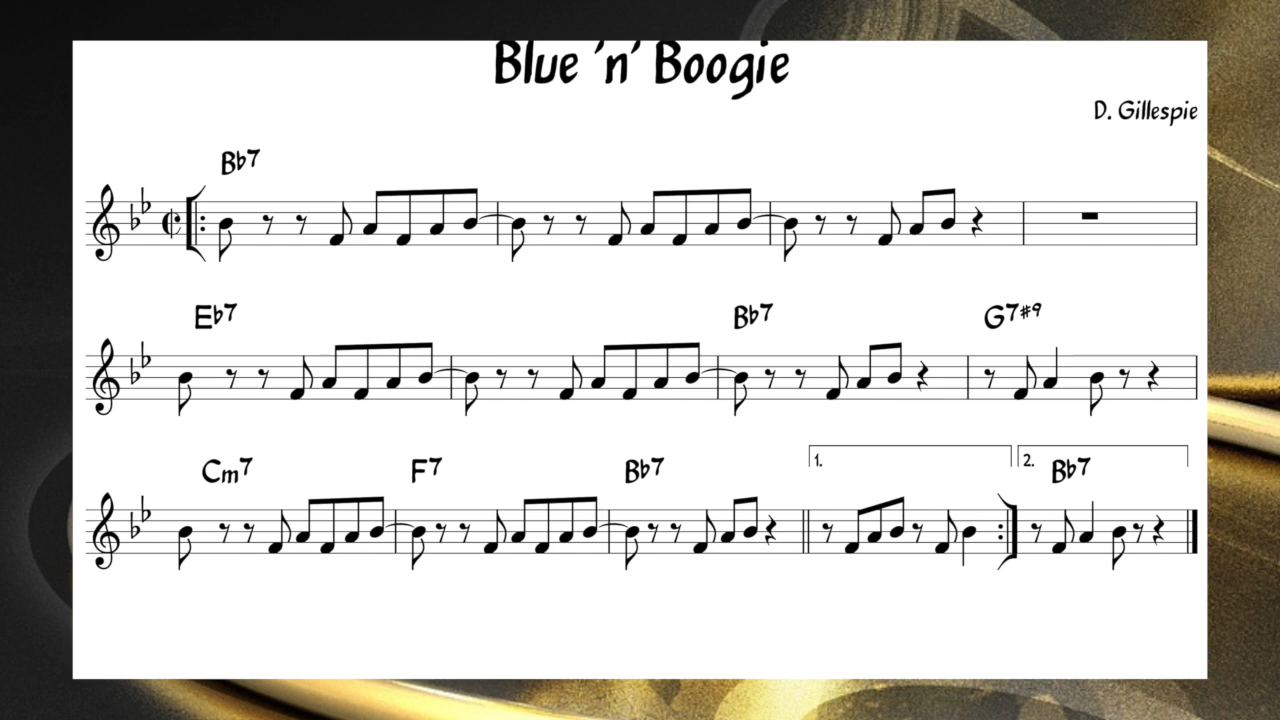 Blue 'n' Boogie
D. Gillespie
Bb7
Eb7 Bb7 G7#9
1. 2.
Cm7 F7 Bb7 Bb7